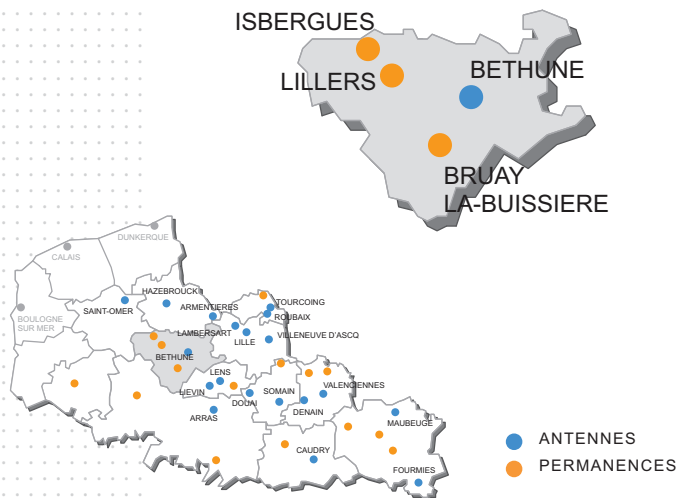 ISBERGUES
LILLERS
BETHUNE
BRUAY
LA-BUISSIERE
DUNKERQUE
CALAIS
HAZEBROUCK
SAINT-OMER
ARMENTIERES
TOURCOING
ROUBAIX
BOULOGNE
SUR MER
LAMBERSART
LILLE
VILLENEUVE D'ASCQ
BETHUNE
LENS
LIEVIN
SOMAIN
VALENCIENNES
DOUAI
DENAIN
ARRAS
MAUBEUGE
CAUDRY
FOURMIES
ANTENNES
PERMANENCES